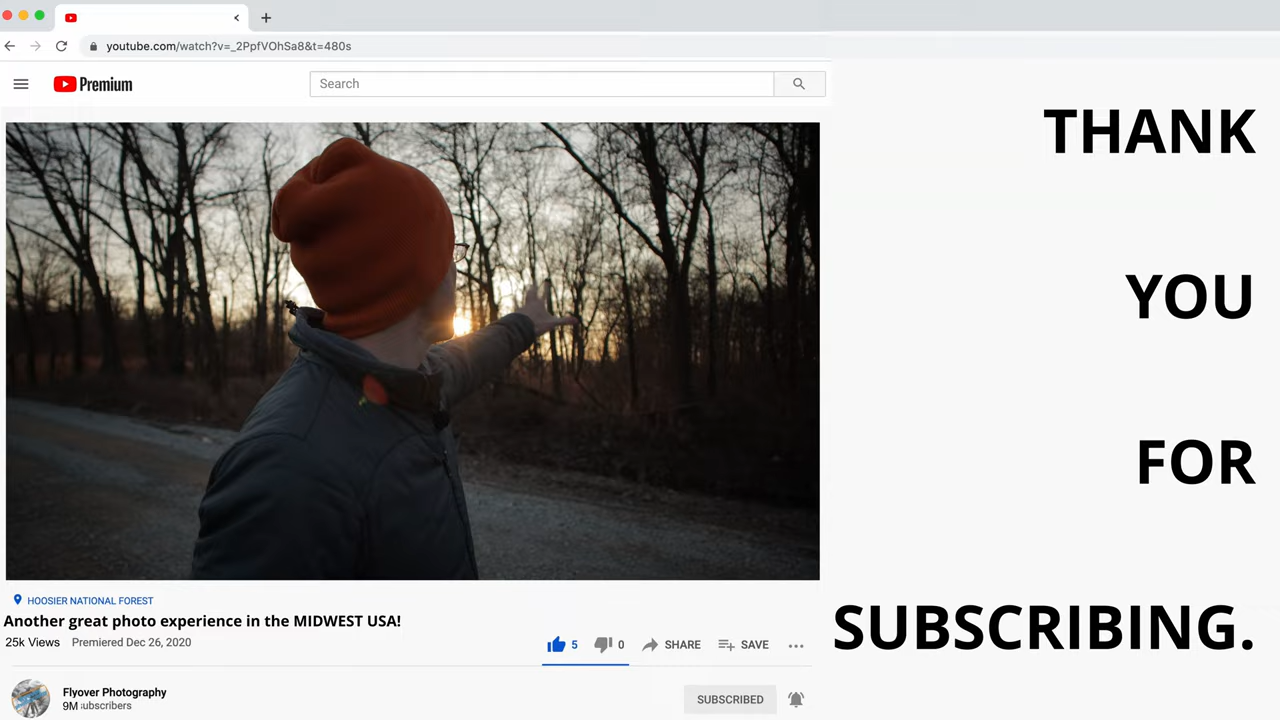 youtube.com/watch?v=_2PpfVOhSa8&t=480s
Premium
Search
THANK
YOU
FOR
SUBSCRIBING.
HOOSIER NATIONAL FOREST
Another great photo experience in the MIDWEST USA!
25k Views Premiered Dec 26, 2020
5 0 SHARE SAVE
Flyover Photography
9M ubscribers
SUBSCRIBED